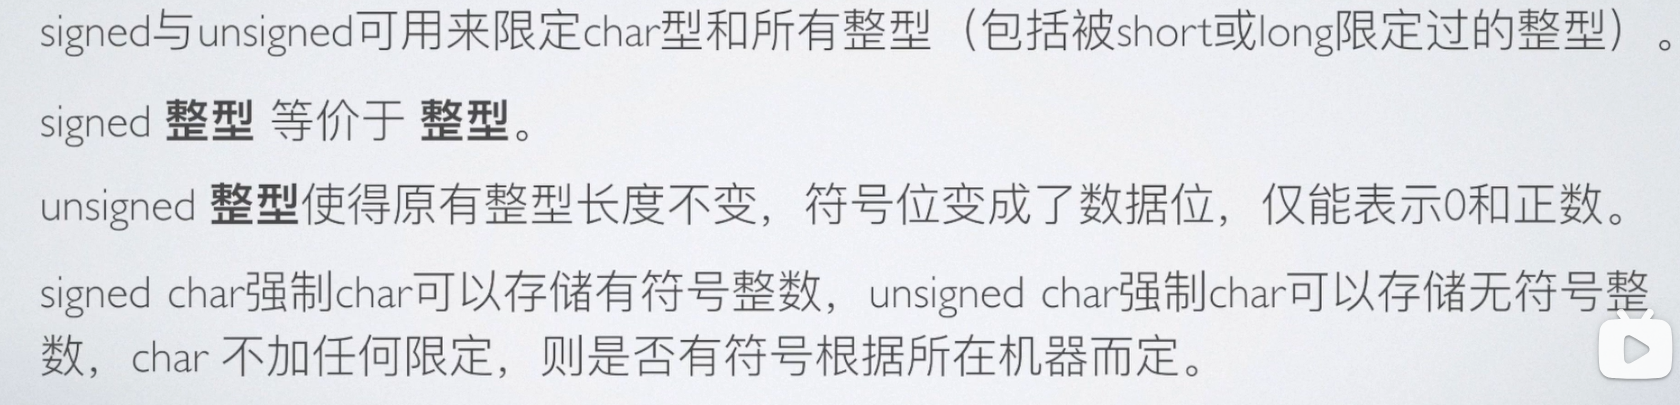 signed与unsigned可用来限定char型和所有整型（包括被short或long限定过的整型）。
signed 整型 等价于 整型。
unsigned 整型使得原有整型长度不变，符号位变成了数据位，仅能表示0和正数。
signed char强制char可以存储有符号整数，unsigned char强制char可以存储无符号整
数，char 不加任何限定，则是否有符号根据所在机器而定。